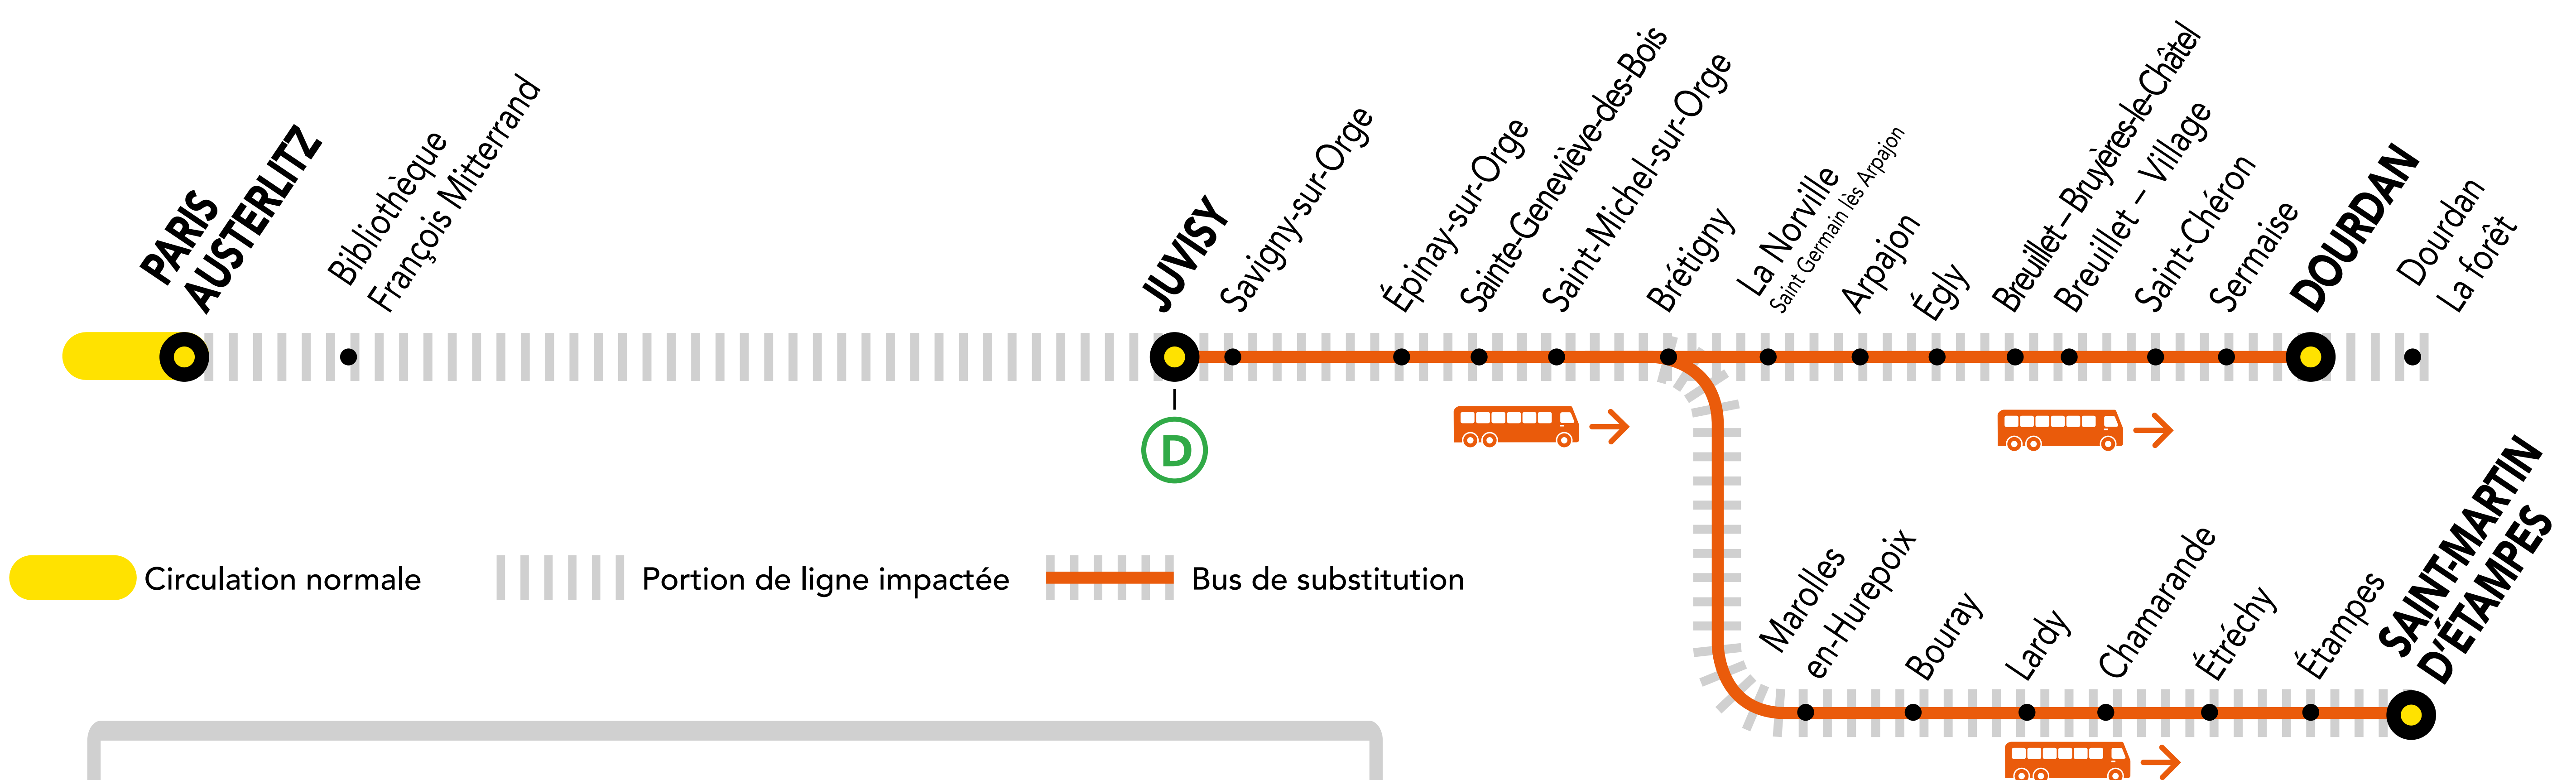 PARIS
AUSTERLITZ
Bibliothèque
François Mitterrand
JUVISY
Savigny-sur-Orge
Épinay-sur-Orge
Sainte-Geneviève-des-Bois
Saint-Michel-sur-Orge
Brétigny
La Norville
Saint Germain lès Arpajon
Arpajon
Égly
Breuillet – Bruyères-le-Châtel
Breuillet – Village
Saint-Chéron
Sermaise
DOURDAN
Dourdan
La forêt
D
Circulation normale
Portion de ligne impactée
Bus de substitution
Marolles
en-Hurepoix
Bouray
Lardy
Chamarande
Étréchy
Étampes
SAINT-MARTIN
D'ÉTAMPES